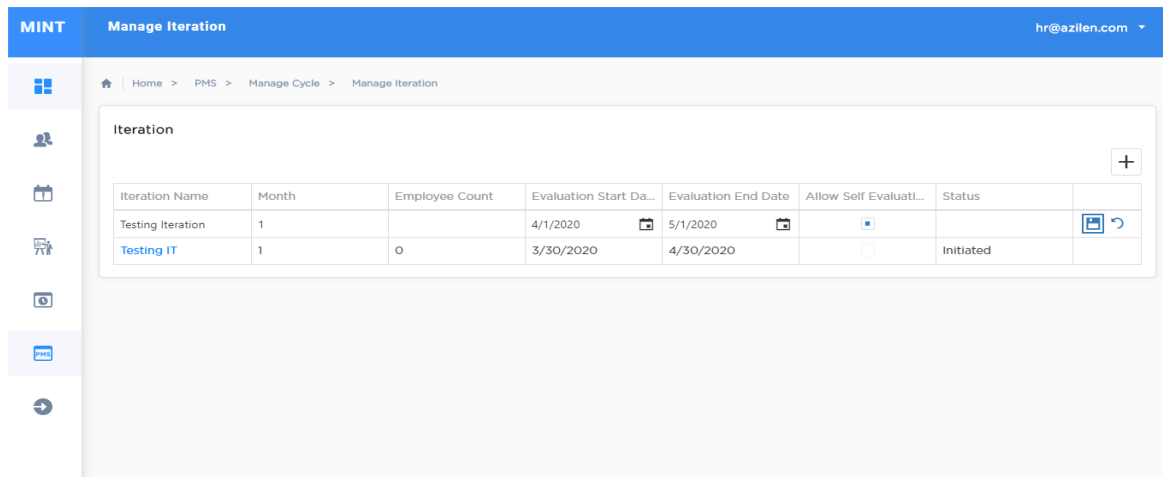 MINT Manage Iteration hr@azilen.com
Home > PMS > Manage Cycle > Manage Iteration
Iteration
Iteration Name Month Employee Count Evaluation Start Da... Evaluation End Date Allow Self Evaluati... Status
Testing Iteration 1 4/1/2020 5/1/2020
Testing IT 1 0 3/30/2020 4/30/2020 Initiated
PMS